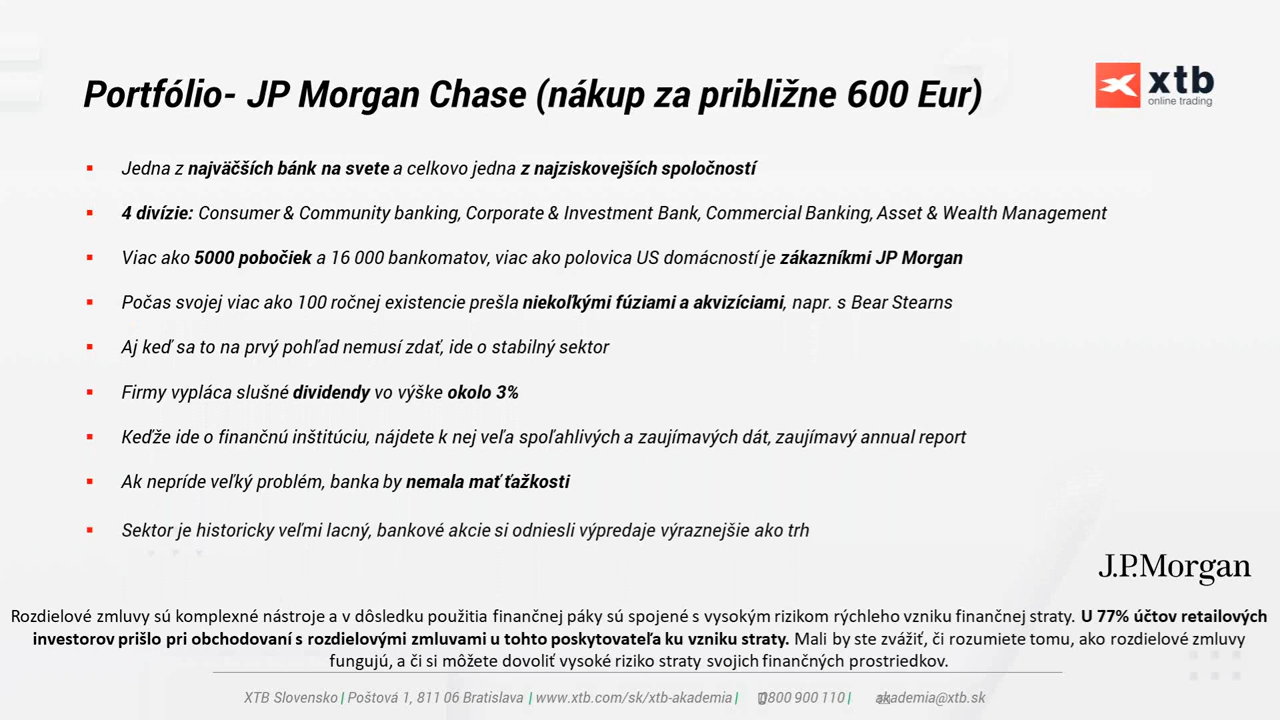 Portfólio- JP Morgan Chase (nákup za približne 600 Eur)
xtb
online trading
Jedna z najväčších bánk na svete a celkovo jedna z najziskovejších spoločností
4 divízie: Consumer & Community banking, Corporate & Investment Bank, Commercial Banking, Asset & Wealth Management
Viac ako 5000 pobočiek a 16 000 bankomatov, viac ako polovica US domácností je zákazníkmi JP Morgan
Počas svojej viac ako 100 ročnej existencie prešla niekoľkými fúziami a akvizíciami, napr. s Bear Stearns
Aj keď sa to na prvý pohľad nemusí zdať, ide o stabilný sektor
Firmy vypláca slušné dividendy vo výške okolo 3%
Keďže ide o finančnú inštitúciu, nájdete k nej veľa spoľahlivých a zaujímavých dát, zaujímavý annual report
Ak nepríde veľký problém, banka by nemala mať ťažkosti
Sektor je historicky veľmi lacný, bankové akcie si odniesli výpredaje výraznejšie ako trh
J.P.Morgan
Rozdielové zmluvy sú komplexné nástroje a v dôsledku použitia finančnej páky sú spojené s vysokým rizikom rýchleho vzniku finančnej straty. U 77% účtov retailových
investorov prišlo pri obchodovaní s rozdielovými zmluvami u tohto poskytovateľa ku vzniku straty. Mali by ste zvážiť, či rozumiete tomu, ako rozdielové zmluvy
fungujú, a či si môžete dovoliť vysoké riziko straty svojich finančných prostriedkov.
XTB Slovensko | Poštová 1, 811 06 Bratislava | www.xtb.com/sk/xtb-akademia | 0800 900 110 | akademia@xtb.sk